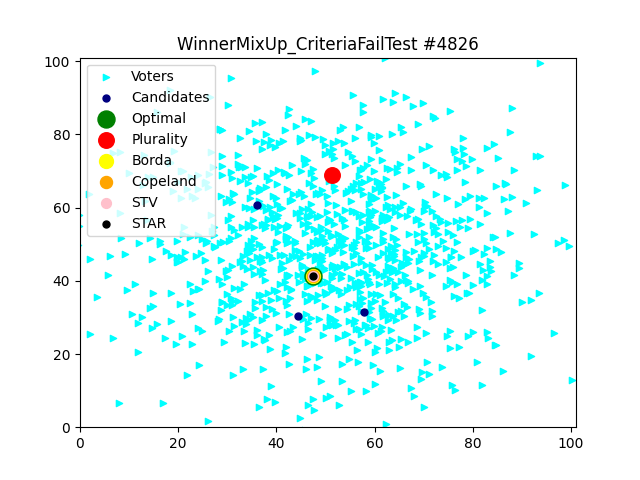 WinnerMixUp_CriteriaFailTest #4826
100
80
60
40
20
0
0
20
40
60
80
100
Voters
Candidates
Optimal
Plurality
Borda
Copeland
STV
STAR